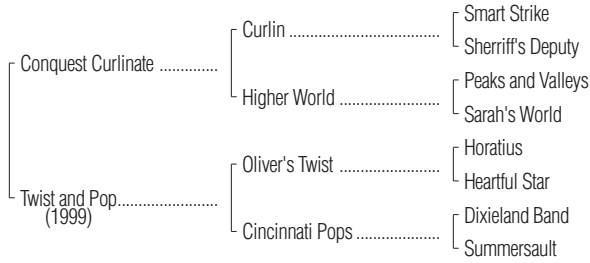 Smart Strike
Curlin ....................................
Sherriff's Deputy
Conquest Curlinate ..............
Peaks and Valleys
Higher World ........................
Sarah's World
Horatius
Oliver's Twist ........................
Heartful Star
Twist and Pop........................
(1999)
Dixieland Band
Cincinnati Pops ....................
Summersault